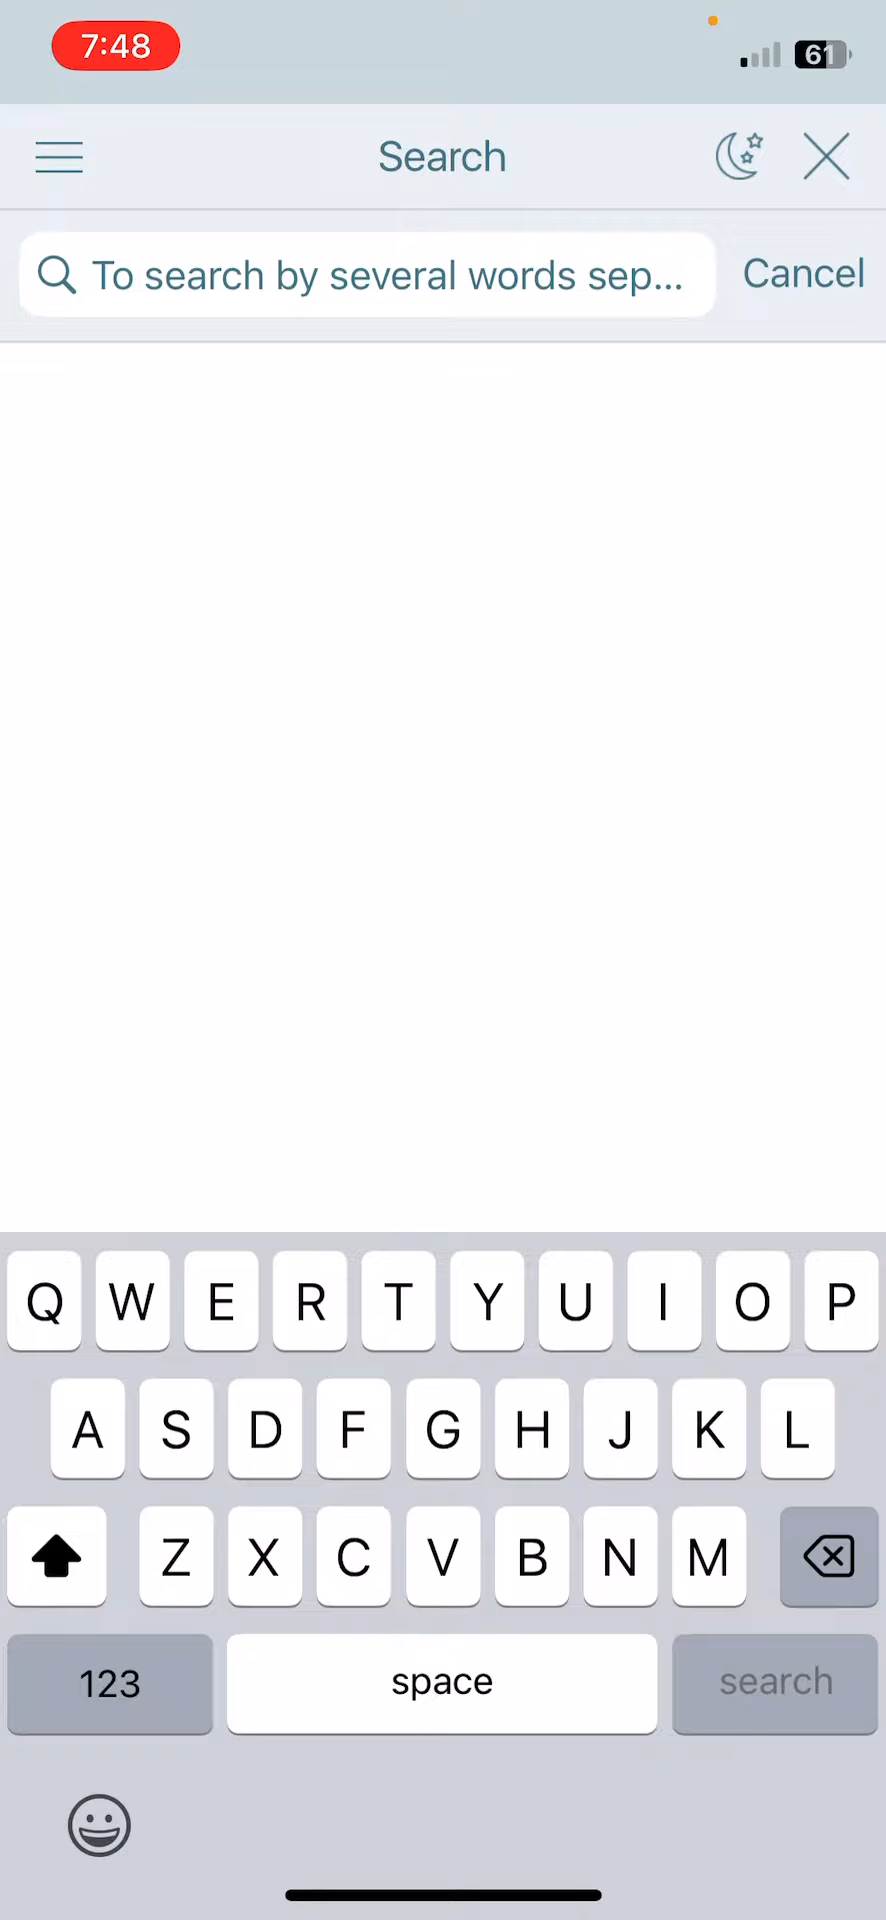 7:48
61
Search
To search by several words sep...
Cancel
Q W E R T Y U I O P
A S D F G H J K L
Z X C V B N M
123 space search